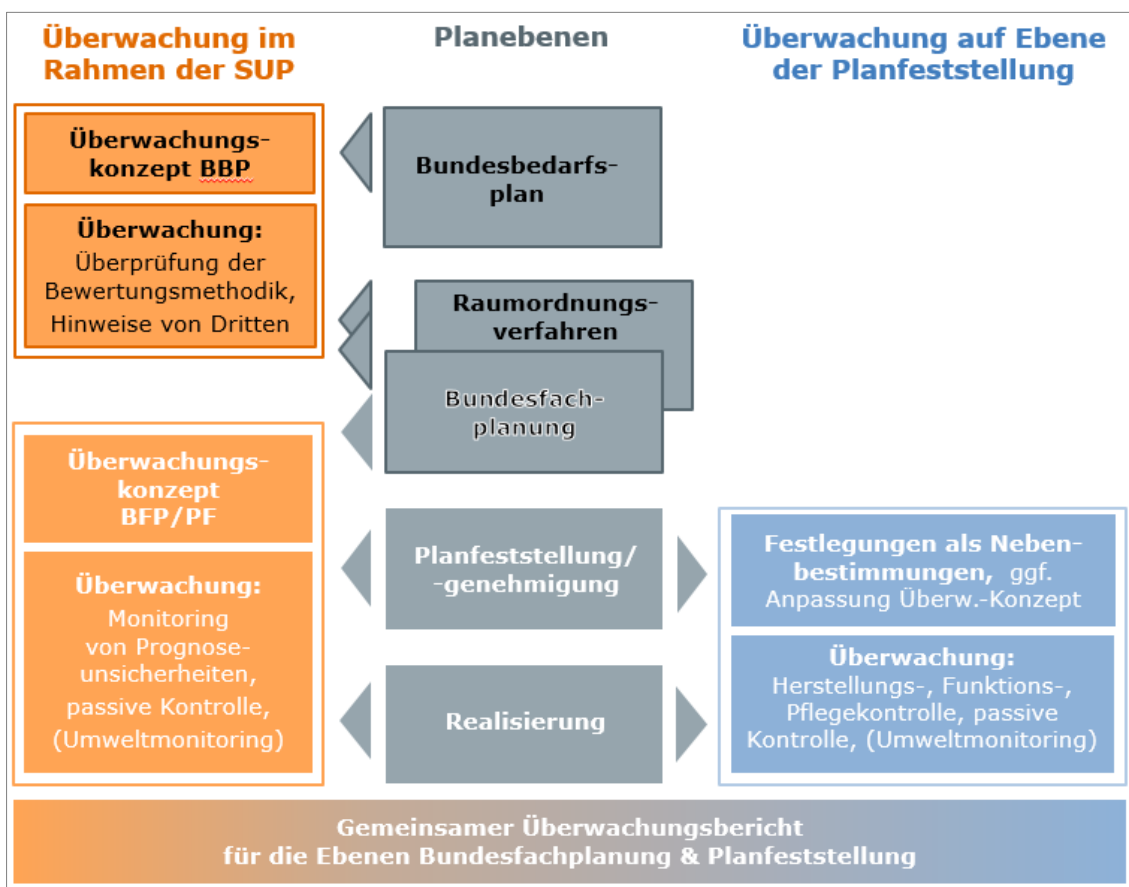 Überwachung im
Rahmen der SUP
Planebenen
Überwachung auf Ebene
der Planfeststellung
Überwachungs-
konzept BBP
Überwachung:
Überprüfung der
Bewertungsmethodik,
Hinweise von Dritten
Bundesbedarfs-
plan
Raumordnungs-
verfahren
Bundesfach-
planung
Überwachungs-
konzept
BFP/PF
Überwachung:
Monitoring
von Prognose-
unsicherheiten,
passive Kontrolle,
(Umweltmonitoring)
Planfeststellung/
-genehmigung
Realisierung
Festlegungen als Neben-
bestimmungen, ggf.
Anpassung Überw.-Konzept
Überwachung:
Herstellungs-, Funktions-,
Pflegekontrolle, passive
Kontrolle, (Umweltmonitoring)
Gemeinsamer Überwachungsbericht
für die Ebenen Bundesfachplanung & Planfeststellung